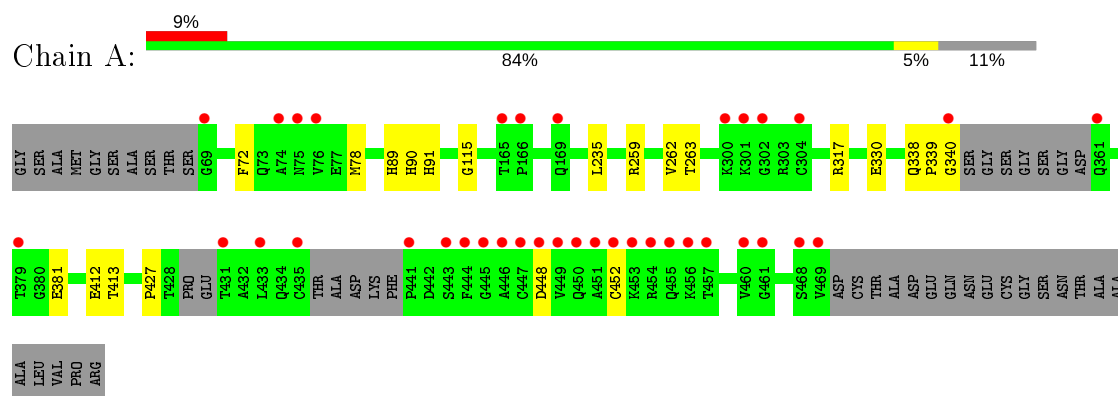 9%
Chain A:
84% 5% 11%
GLY SER ALA MET GLY SER ALA SER THR SER G69 F72 Q73 A74 N75 V76 E77 M78 H89 H90 H91 G115 T165 P166 Q169 L235 R259 V262 T263 K300 K301 G302 R303 C304 R317 E330 Q338 P339 G340 SER GLY SER GLY SER GLY ASP Q361
T379 G380 E381 E412 T413 P427 T428 PRO GLU T431 A432 L433 Q434 C435 THR ALA ASP LYS PHE P441 D442 S443 F444 G445 A446 C447 D448 V449 Q450 A451 C452 K453 R454 Q455 K456 T457 V460 G461 S468 V469 ASP CYS THR ALA ASP GLU GLN ASN GLU CYS GLY SER ASN THR ALA ALA
ALA LEU VAL PRO ARG